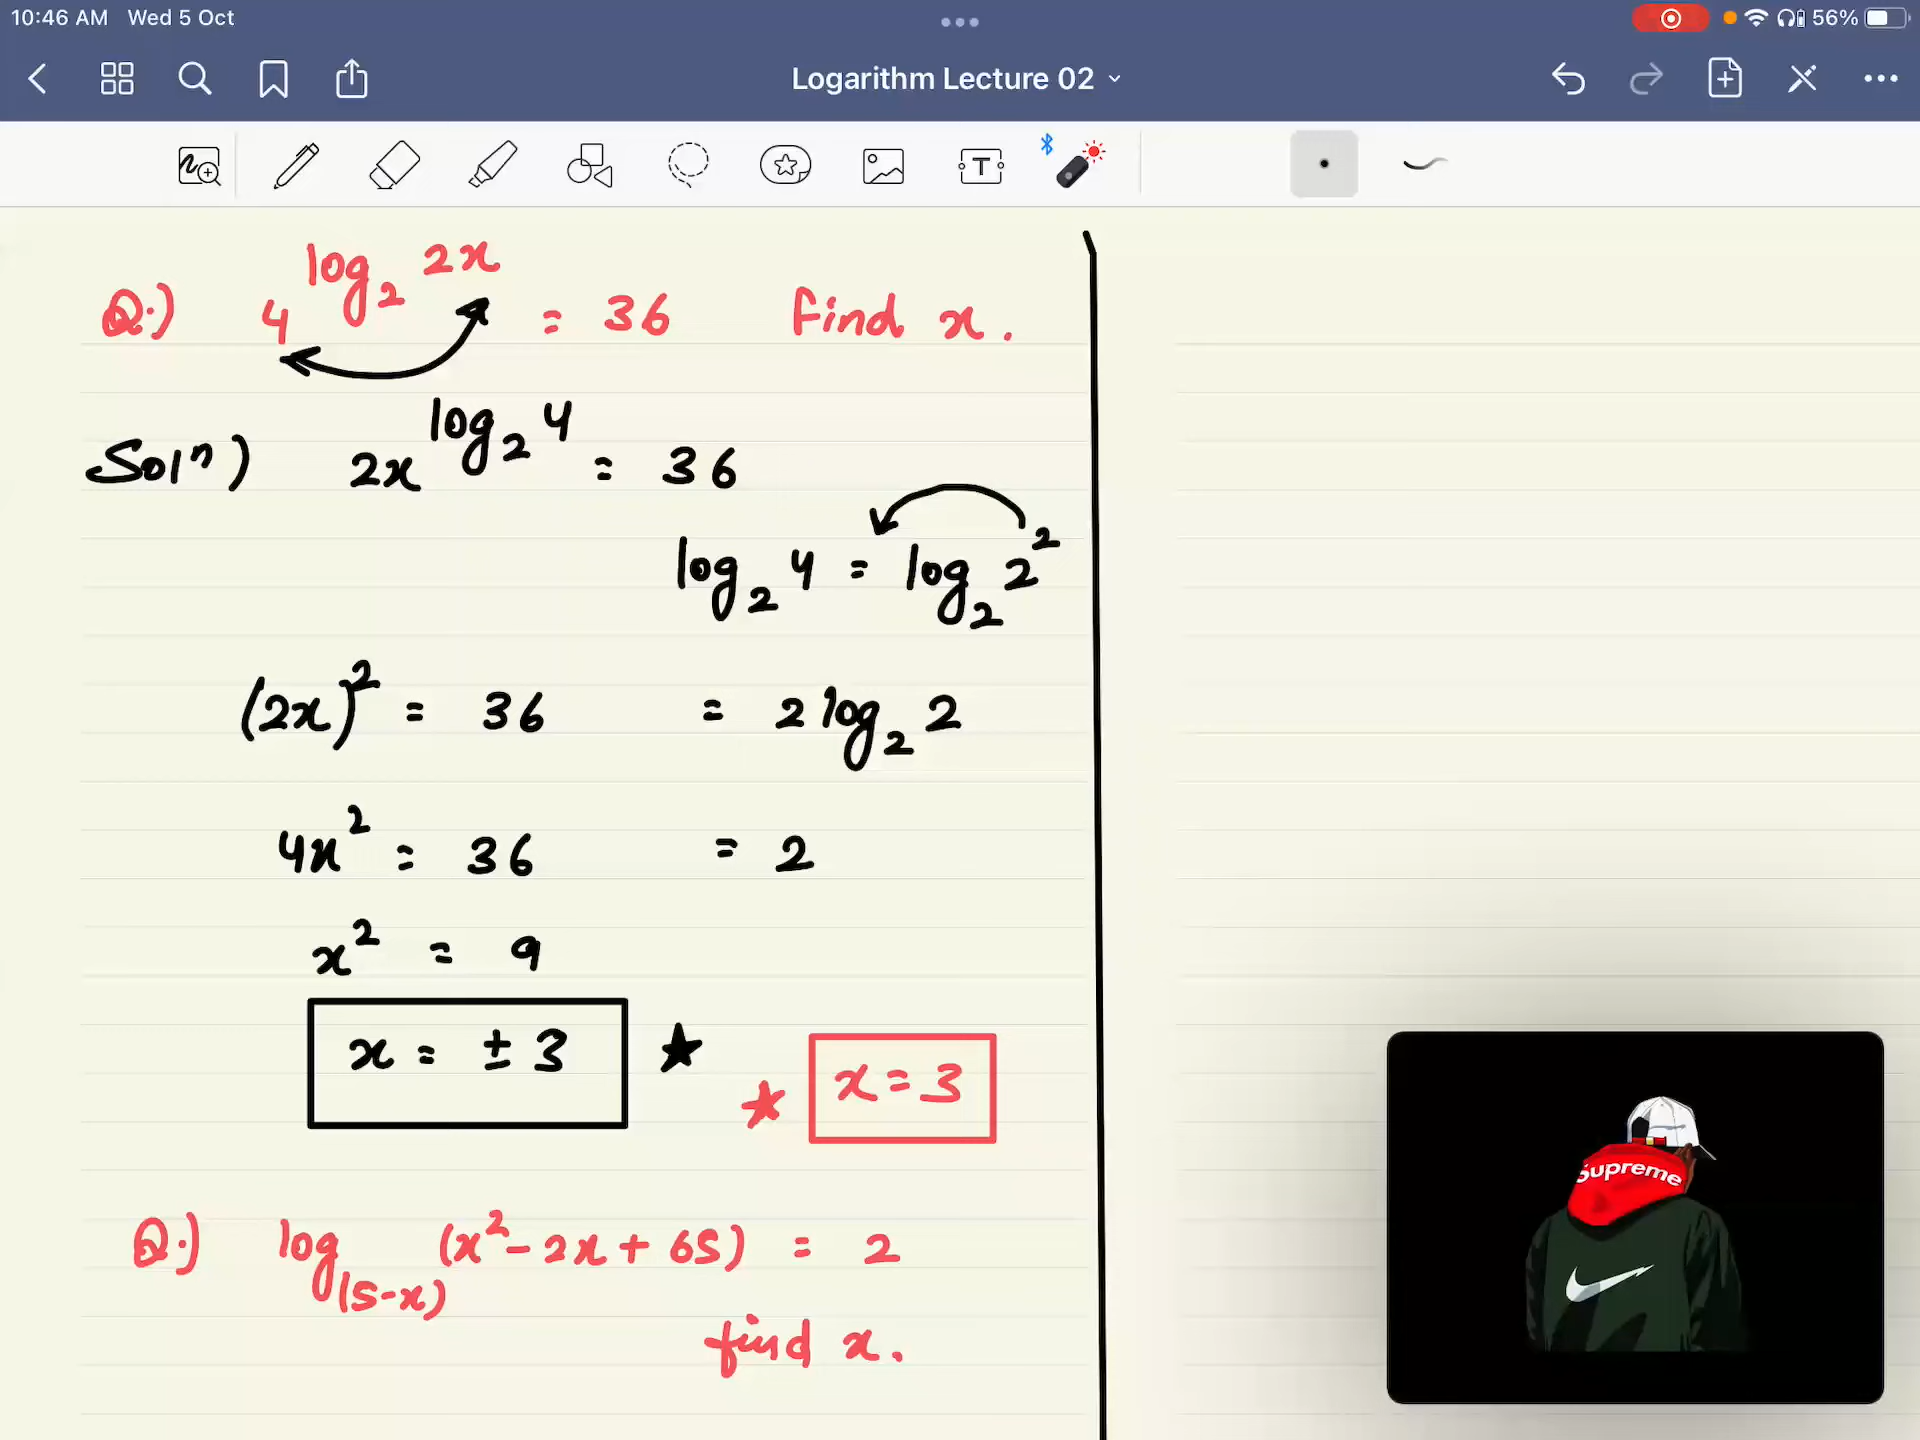 10:46 AM Wed 5 Oct
56%
Logarithm Lecture 02
T
Q.) 4^(log₂ 2x) = 36 Find x.
Solⁿ) 2x^(log₂ 4) = 36
log₂ 4 = log₂ 2²
(2x)² = 36 = 2 log₂ 2
4x² = 36 = 2
x² = 9
x = ± 3
x = 3
Q.) log₍₅₋ₓ₎ (x² - 2x + 65) = 2
find x.
Supreme